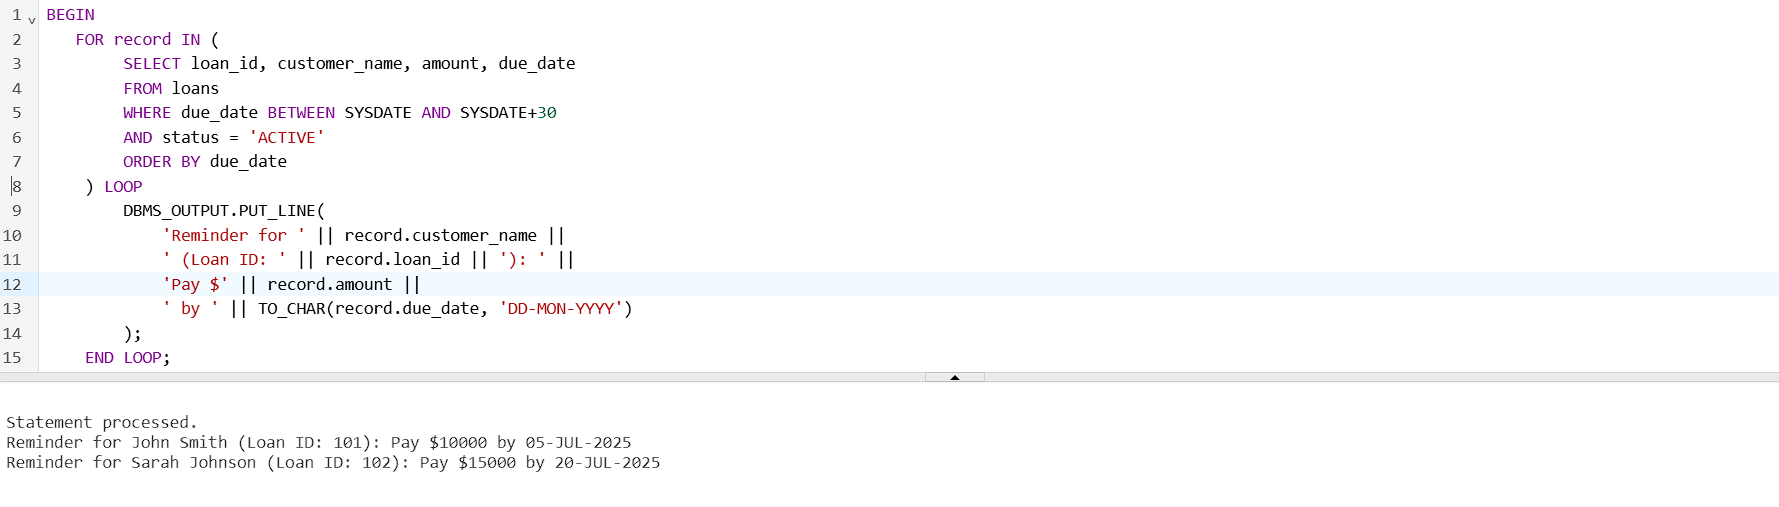 1 BEGIN
2 FOR record IN (
3 SELECT loan_id, customer_name, amount, due_date
4 FROM loans
5 WHERE due_date BETWEEN SYSDATE AND SYSDATE+30
6 AND status = 'ACTIVE'
7 ORDER BY due_date
8 ) LOOP
9 DBMS_OUTPUT.PUT_LINE(
10 'Reminder for ' || record.customer_name ||
11 ' (Loan ID: ' || record.loan_id || '): ' ||
12 'Pay $' || record.amount ||
13 ' by ' || TO_CHAR(record.due_date, 'DD-MON-YYYY')
14 );
15 END LOOP;
Statement processed.
Reminder for John Smith (Loan ID: 101): Pay $10000 by 05-JUL-2025
Reminder for Sarah Johnson (Loan ID: 102): Pay $15000 by 20-JUL-2025